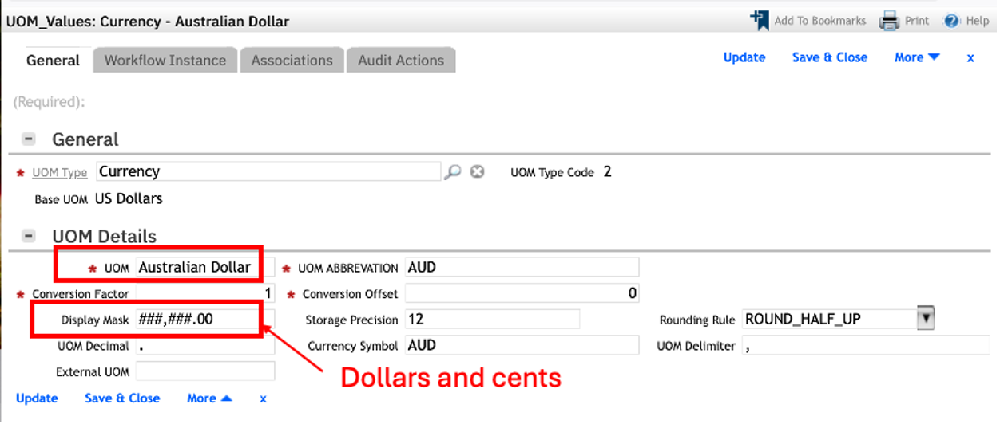 UOM_Values: Currency - Australian Dollar Add To Bookmarks Print Help
General Workflow Instance Associations Audit Actions Update Save & Close More x
(Required):
General
* UOM Type Currency UOM Type Code 2
Base UOM US Dollars
UOM Details
* UOM Australian Dollar * UOM ABBREVATION AUD
* Conversion Factor 1 * Conversion Offset 0
Display Mask ###,###.00 Storage Precision 12 Rounding Rule ROUND_HALF_UP
UOM Decimal . Currency Symbol AUD UOM Delimiter ,
External UOM
Dollars and cents
Update Save & Close More x